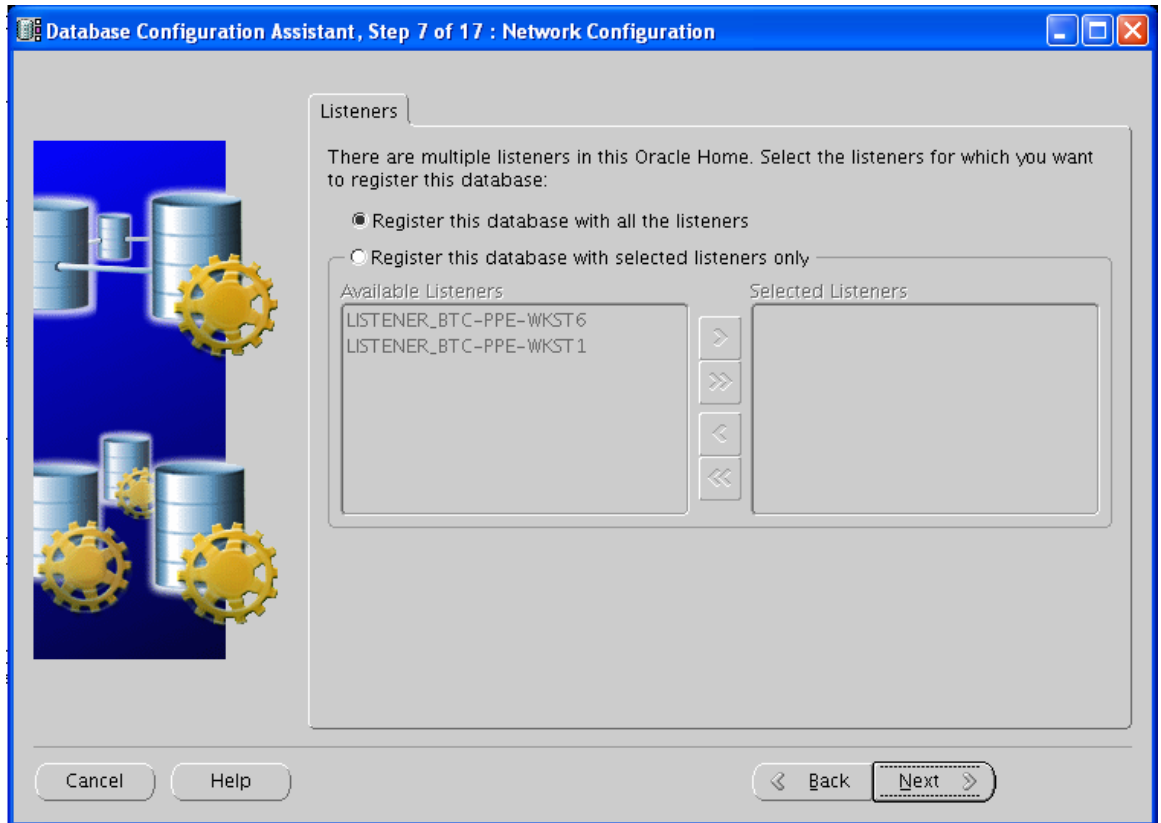 Database Configuration Assistant, Step 7 of 17 : Network Configuration
Listeners
There are multiple listeners in this Oracle Home. Select the listeners for which you want
to register this database:
Register this database with all the listeners
Register this database with selected listeners only
Available Listeners
Selected Listeners
LISTENER_BTC-PPE-WKST6
LISTENER_BTC-PPE-WKST1
Cancel
Help
Back
Next